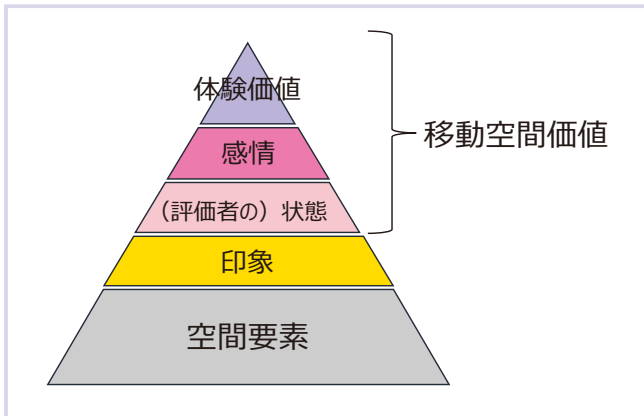 体験価値
感情
（評価者の）状態
印象
空間要素
移動空間価値